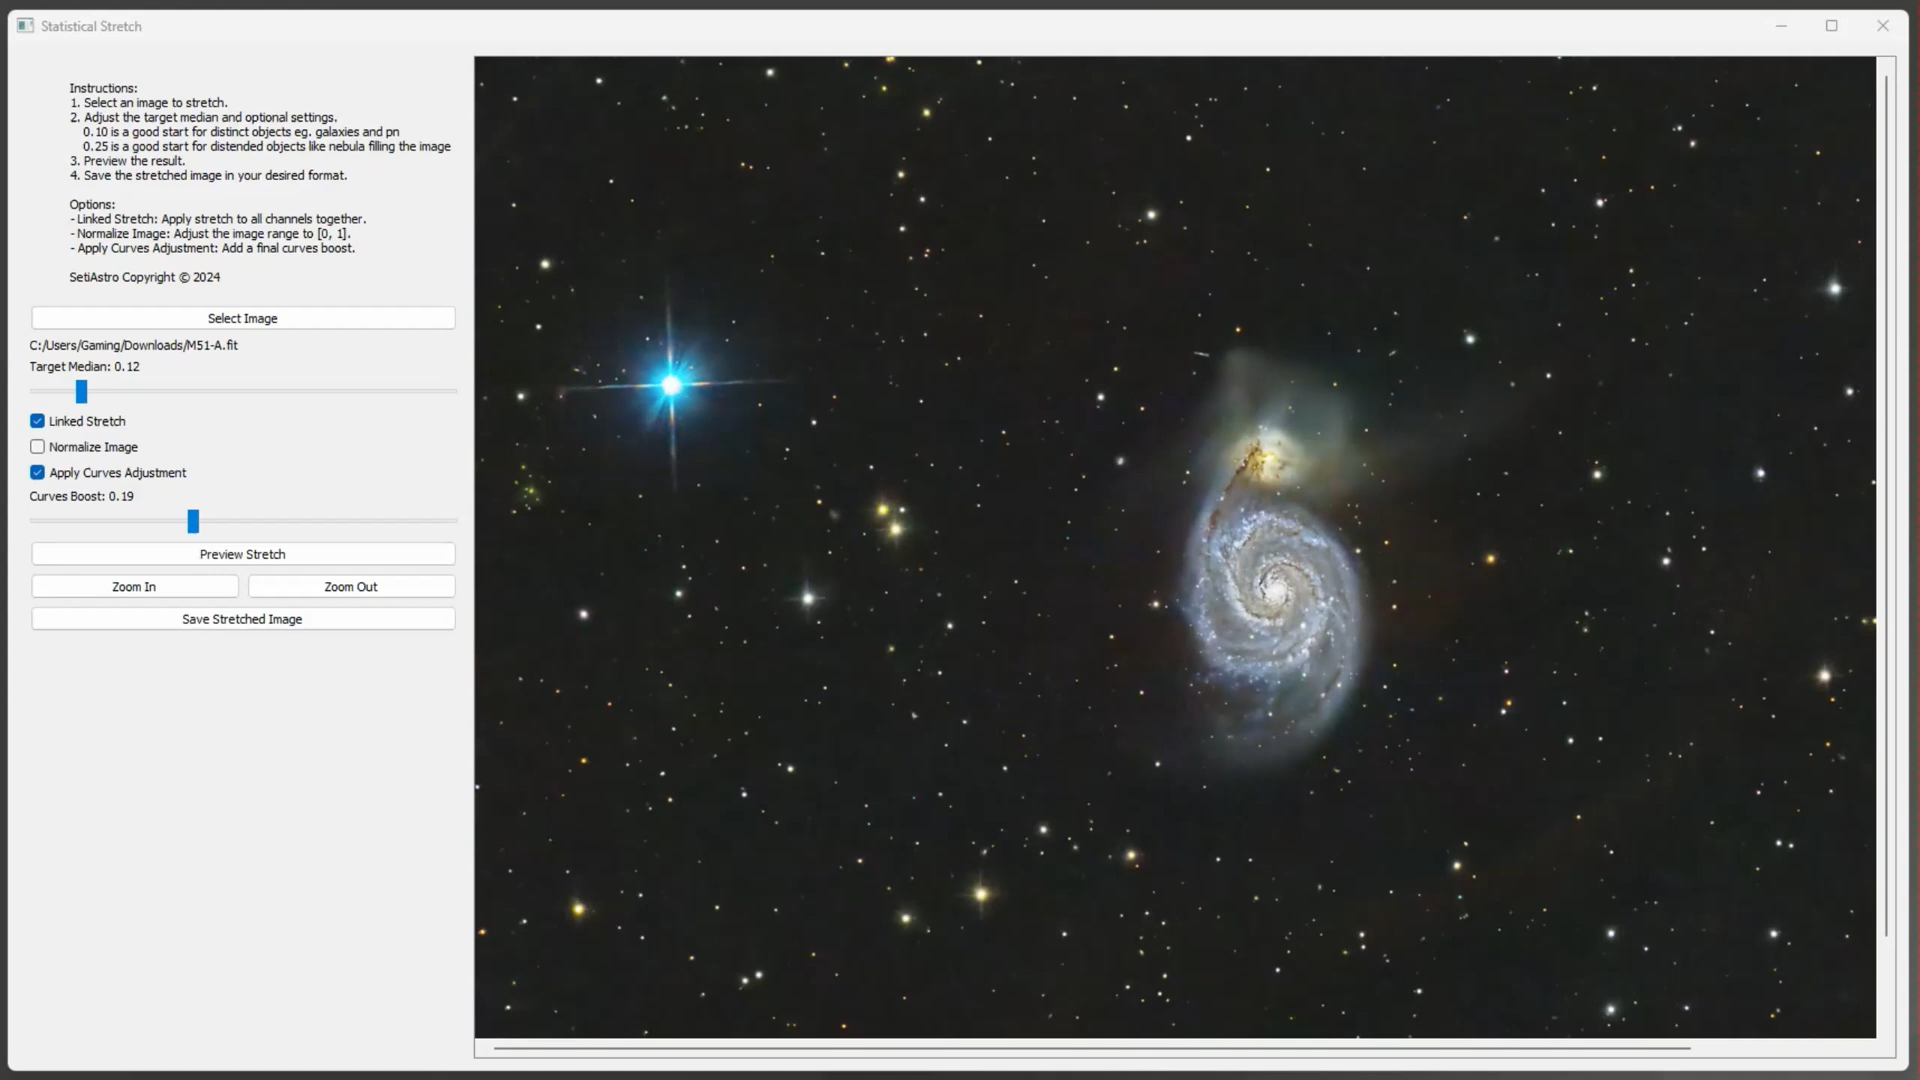 Statistical Stretch
Instructions:
1. Select an image to stretch.
2. Adjust the target median and optional settings.
0.10 is a good start for distinct objects eg. galaxies and pn
0.25 is a good start for distended objects like nebula filling the image
3. Preview the result.
4. Save the stretched image in your desired format.
Options:
- Linked Stretch: Apply stretch to all channels together.
- Normalize Image: Adjust the image range to [0, 1].
- Apply Curves Adjustment: Add a final curves boost.
SetiAstro Copyright © 2024
Select Image
C:/Users/Gaming/Downloads/M51-A.fit
Target Median: 0.12
Linked Stretch
Normalize Image
Apply Curves Adjustment
Curves Boost: 0.19
Preview Stretch
Zoom In Zoom Out
Save Stretched Image